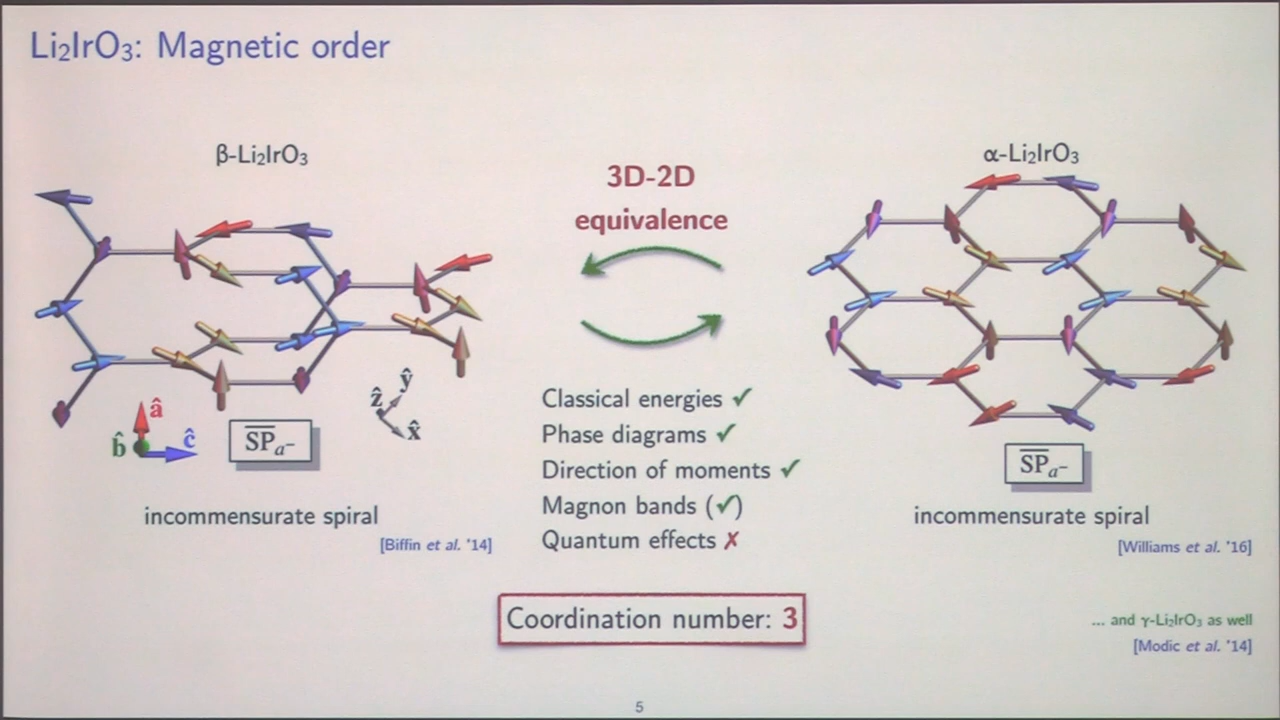 Li₂IrO₃: Magnetic order
β-Li₂IrO₃
3D-2D
equivalence
α-Li₂IrO₃
â
b̂
ĉ
ŷ
ẑ
x̂
S̅P̅ₐ⁻
incommensurate spiral
[Biffin et al. '14]
Classical energies ✓
Phase diagrams ✓
Direction of moments ✓
Magnon bands (✓)
Quantum effects ✗
Coordination number: 3
S̅P̅ₐ⁻
incommensurate spiral
[Williams et al. '16]
... and γ-Li₂IrO₃ as well
[Modic et al. '14]
5